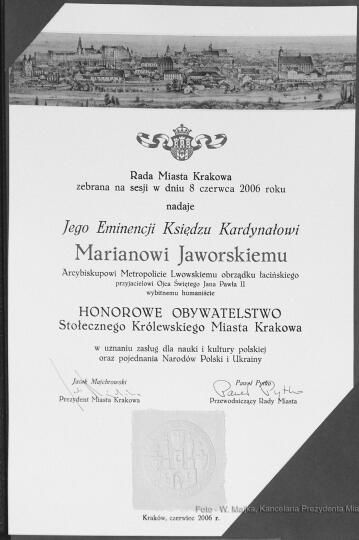 Rada Miasta Krakowa
zebrana na sesji w dniu 8 czerwca 2006 roku
nadaje
Jego Eminencji Księdzu Kardynałowi
Marianowi Jaworskiemu
Arcybiskupowi Metropolicie Lwowskiemu obrządku łacińskiego
przyjacielowi Ojca Świętego Jana Pawła II
wybitnemu humaniście
HONOROWE OBYWATELSTWO
Stołecznego Królewskiego Miasta Krakowa
w uznaniu zasług dla nauki i kultury polskiej
oraz pojednania Narodów Polski i Ukrainy
Jacek Majchrowski
Prezydent Miasta Krakowa
Paweł Pytko
Paweł Pytko
Przewodniczący Rady Miasta
Foto - W. Majka, Kancelaria Prezydenta Mia
Kraków, czerwiec 2006 r.